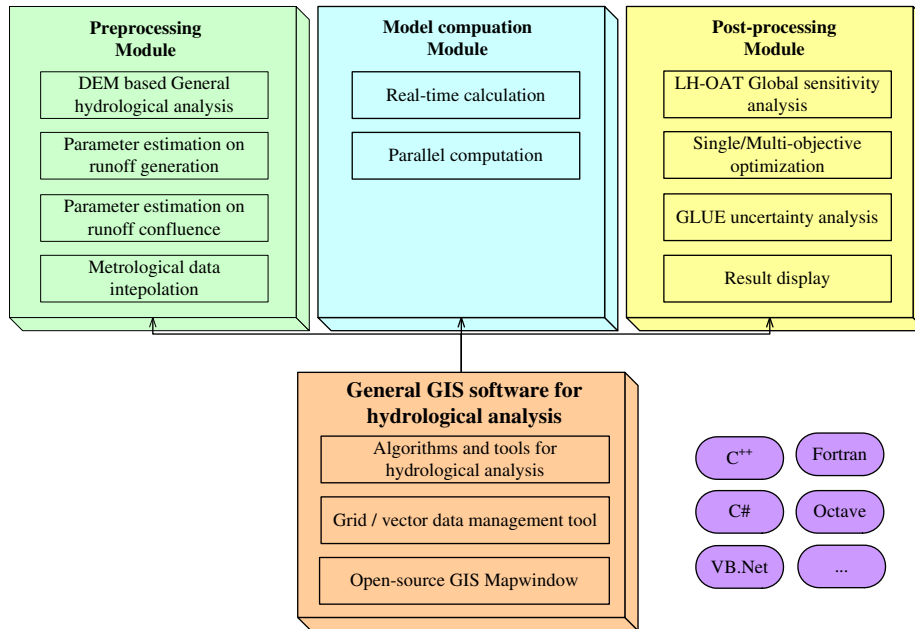 Preprocessing
Module
DEM based General
hydrological analysis
Parameter estimation on
runoff generation
Parameter estimation on
runoff confluence
Metrological data
intepolation
Model compuation
Module
Real-time calculation
Parallel computation
Post-processing
Module
LH-OAT Global sensitivity
analysis
Single/Multi-objective
optimization
GLUE uncertainty analysis
Result display
General GIS software for
hydrological analysis
Algorithms and tools for
hydrological analysis
Grid / vector data management tool
Open-source GIS Mapwindow
C++
Fortran
C#
Octave
VB.Net
...